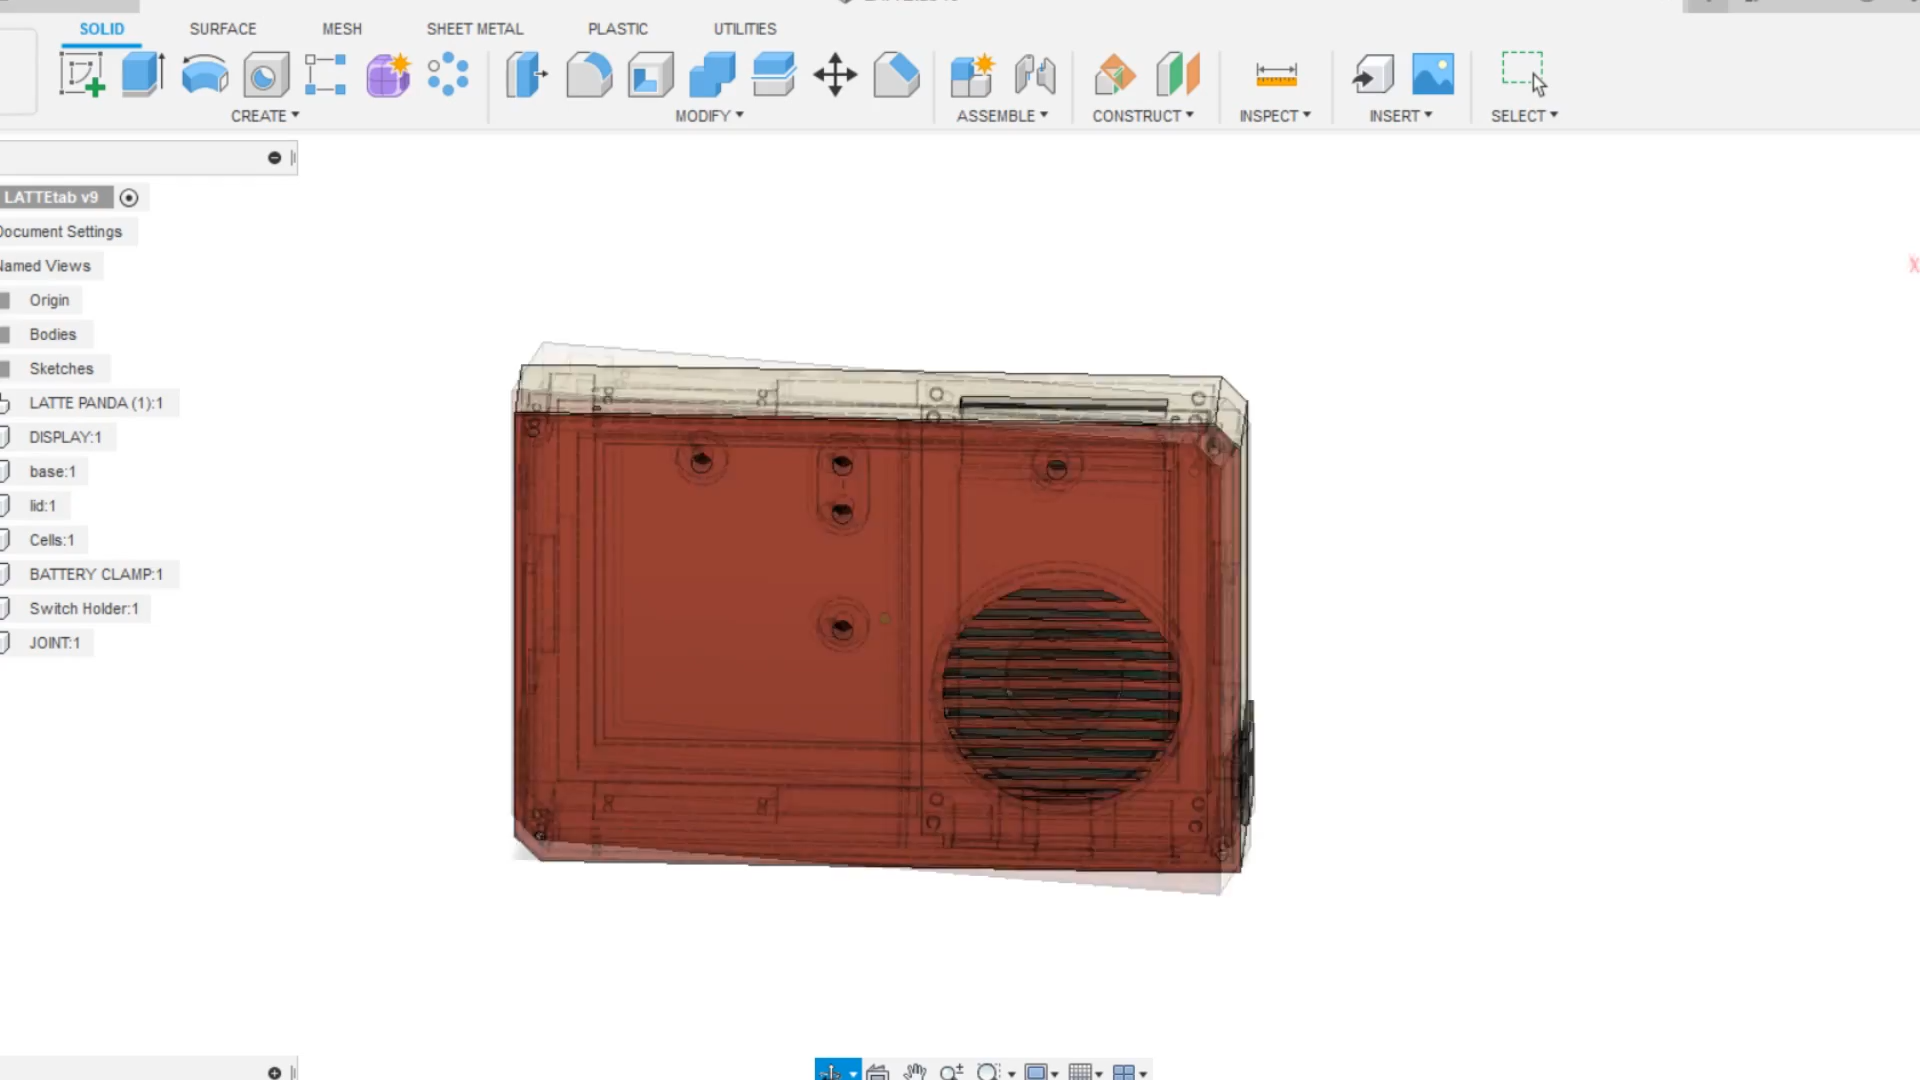 SOLID SURFACE MESH SHEET METAL PLASTIC UTILITIES
CREATE MODIFY ASSEMBLE CONSTRUCT INSPECT INSERT SELECT
LATTEtab v9
Document Settings
Named Views
Origin
Bodies
Sketches
LATTE PANDA (1):1
DISPLAY:1
base:1
lid:1
Cells:1
BATTERY CLAMP:1
Switch Holder:1
JOINT:1
X